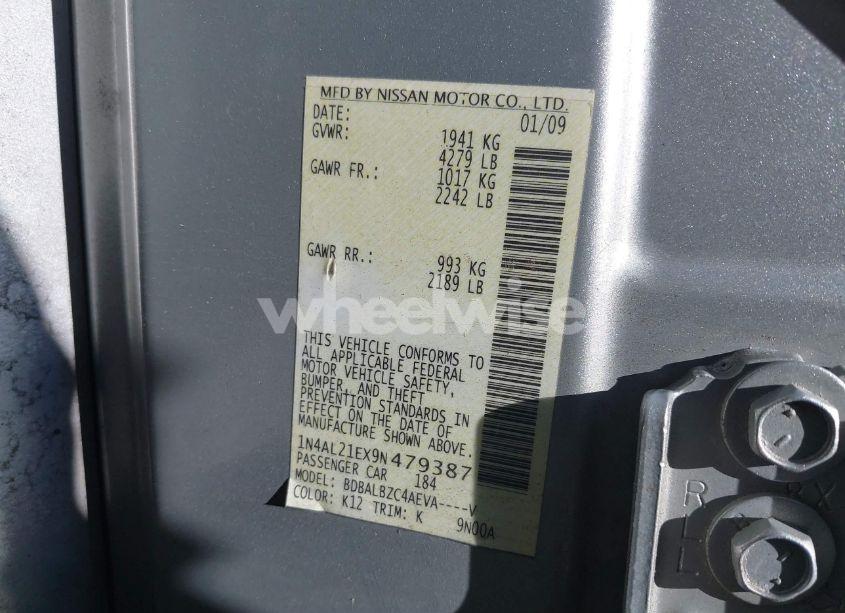 MFD BY NISSAN MOTOR CO., LTD.
DATE: 01/09
GVWR: 1941 KG
4279 LB
GAWR FR.: 1017 KG
2242 LB
GAWR RR.: 993 KG
2189 LB
wheelwise
THIS VEHICLE CONFORMS TO
ALL APPLICABLE FEDERAL
MOTOR VEHICLE SAFETY,
BUMPER, AND THEFT
PREVENTION STANDARDS IN
EFFECT ON THE DATE OF
MANUFACTURE SHOWN ABOVE.
1N4AL21EX9N479387
PASSENGER CAR 184
MODEL: BDBALBZC4AEVA----V
COLOR: K12 TRIM: K 9N00A